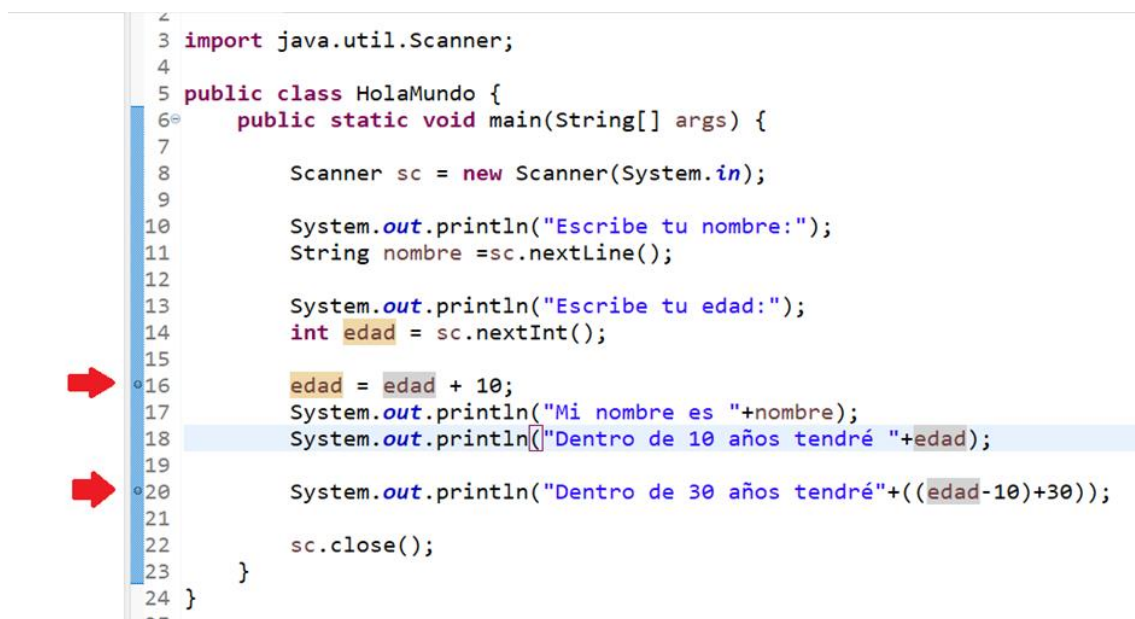 2
3 import java.util.Scanner;
4
5 public class HolaMundo {
6 public static void main(String[] args) {
7
8 Scanner sc = new Scanner(System.in);
9
10 System.out.println("Escribe tu nombre:");
11 String nombre =sc.nextLine();
12
13 System.out.println("Escribe tu edad:");
14 int edad = sc.nextInt();
15
16 edad = edad + 10;
17 System.out.println("Mi nombre es "+nombre);
18 System.out.println("Dentro de 10 años tendré "+edad);
19
20 System.out.println("Dentro de 30 años tendré"+((edad-10)+30));
21
22 sc.close();
23 }
24 }